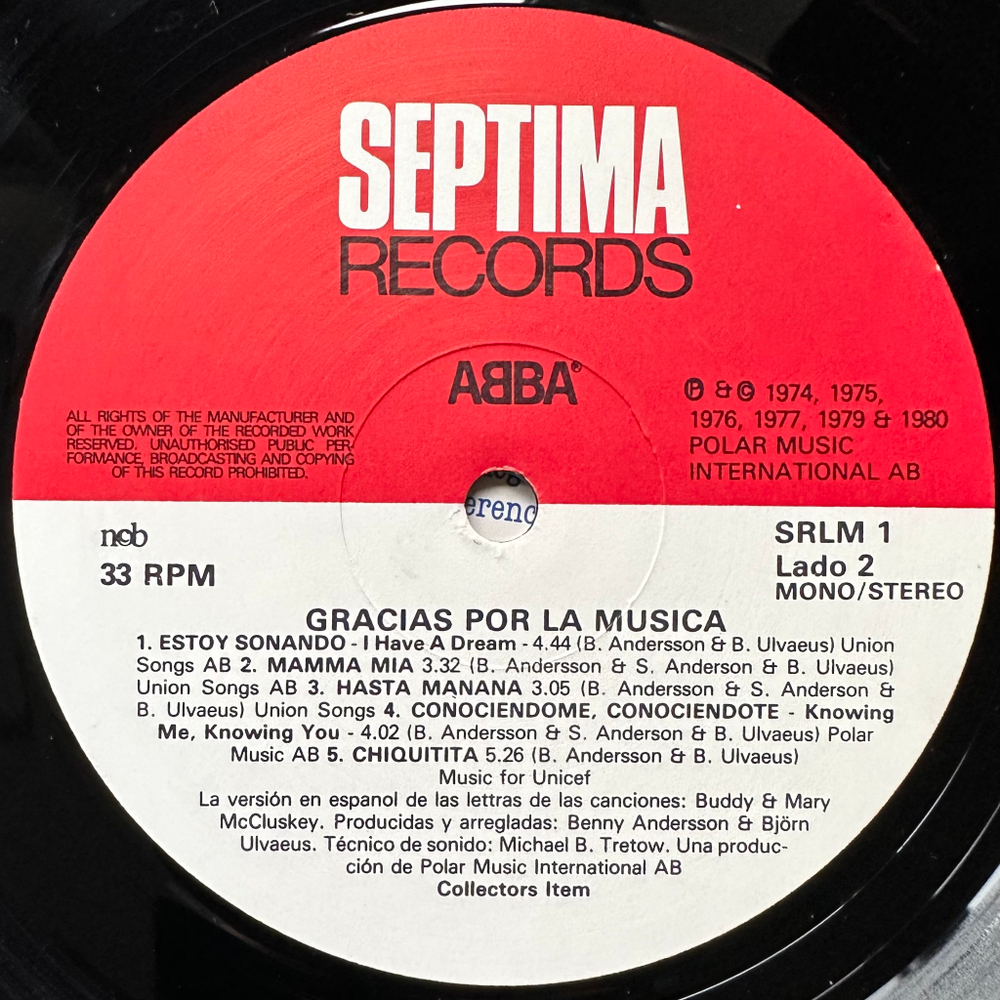 SEPTIMA
RECORDS
ABBA®
ALL RIGHTS OF THE MANUFACTURER AND
OF THE OWNER OF THE RECORDED WORK
RESERVED. UNAUTHORISED PUBLIC PER-
FORMANCE, BROADCASTING AND COPYING
OF THIS RECORD PROHIBITED.
℗ & © 1974, 1975,
1976, 1977, 1979 & 1980
POLAR MUSIC
INTERNATIONAL AB
erenc
ncb
33 RPM
SRLM 1
Lado 2
MONO/STEREO
GRACIAS POR LA MUSICA
1. ESTOY SONANDO - I Have A Dream - 4.44 (B. Andersson & B. Ulvaeus) Union
Songs AB 2. MAMMA MIA 3.32 (B. Andersson & S. Anderson & B. Ulvaeus)
Union Songs AB 3. HASTA MANANA 3.05 (B. Andersson & S. Anderson &
B. Ulvaeus) Union Songs 4. CONOCIENDOME, CONOCIENDOTE - Knowing
Me, Knowing You - 4.02 (B. Andersson & S. Anderson & B. Ulvaeus) Polar
Music AB 5. CHIQUITITA 5.26 (B. Andersson & B. Ulvaeus)
Music for Unicef
La versión en espanol de las letras de las canciones: Buddy & Mary
McCluskey. Producidas y arregladas: Benny Andersson & Björn
Ulvaeus. Técnico de sonido: Michael B. Tretow. Una produc-
ción de Polar Music International AB
Collectors Item